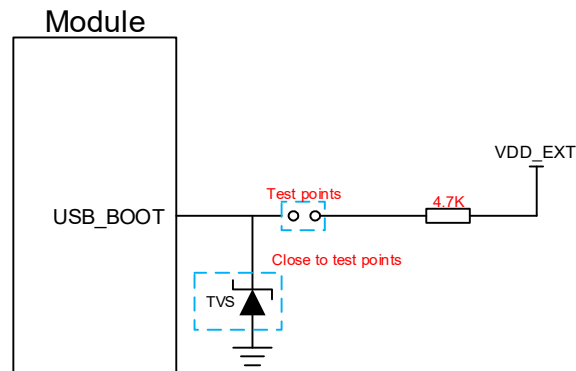 Module
VDD_EXT
Test points
4.7K
USB_BOOT
Close to test points
TVS